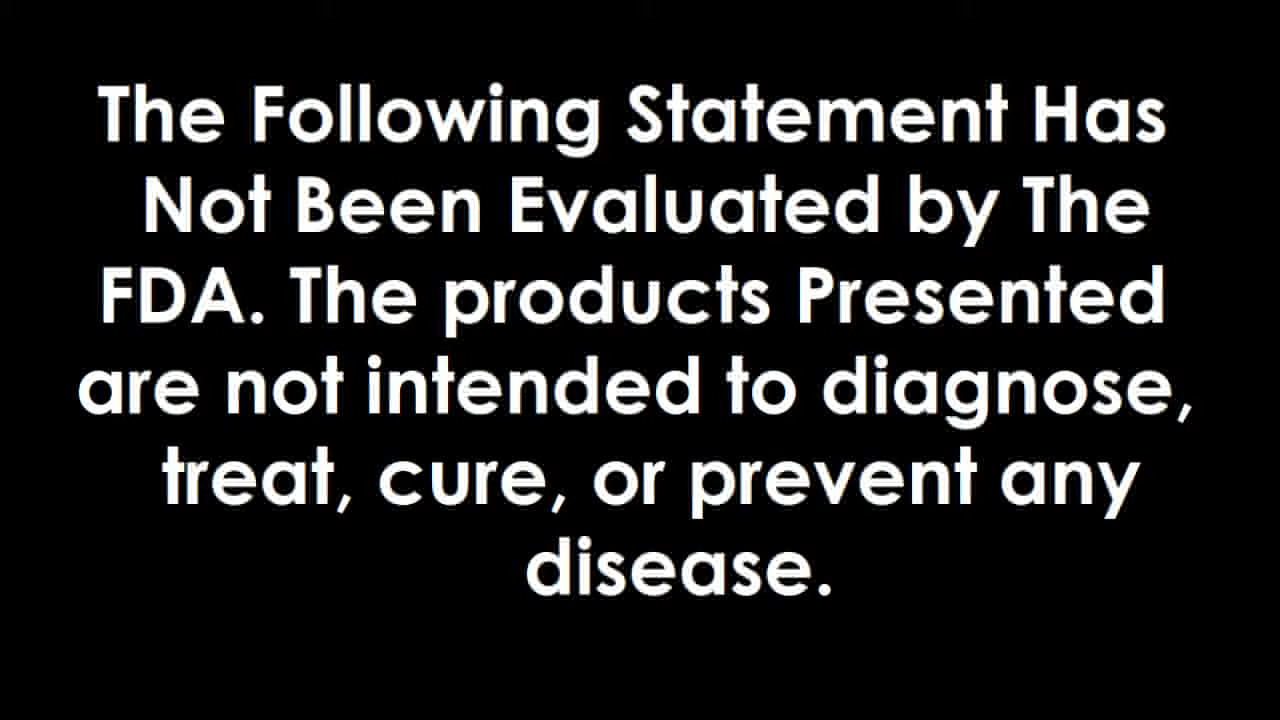 The Following Statement Has
Not Been Evaluated by The
FDA. The products Presented
are not intended to diagnose,
treat, cure, or prevent any
disease.